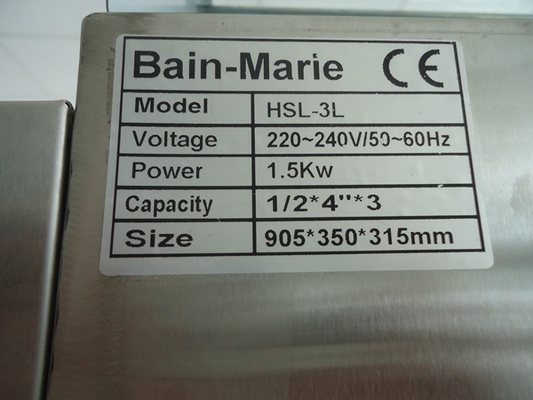 Bain-Marie CE
Model HSL-3L
Voltage 220~240V/50~60Hz
Power 1.5Kw
Capacity 1/2*4"*3
Size 905*350*315mm